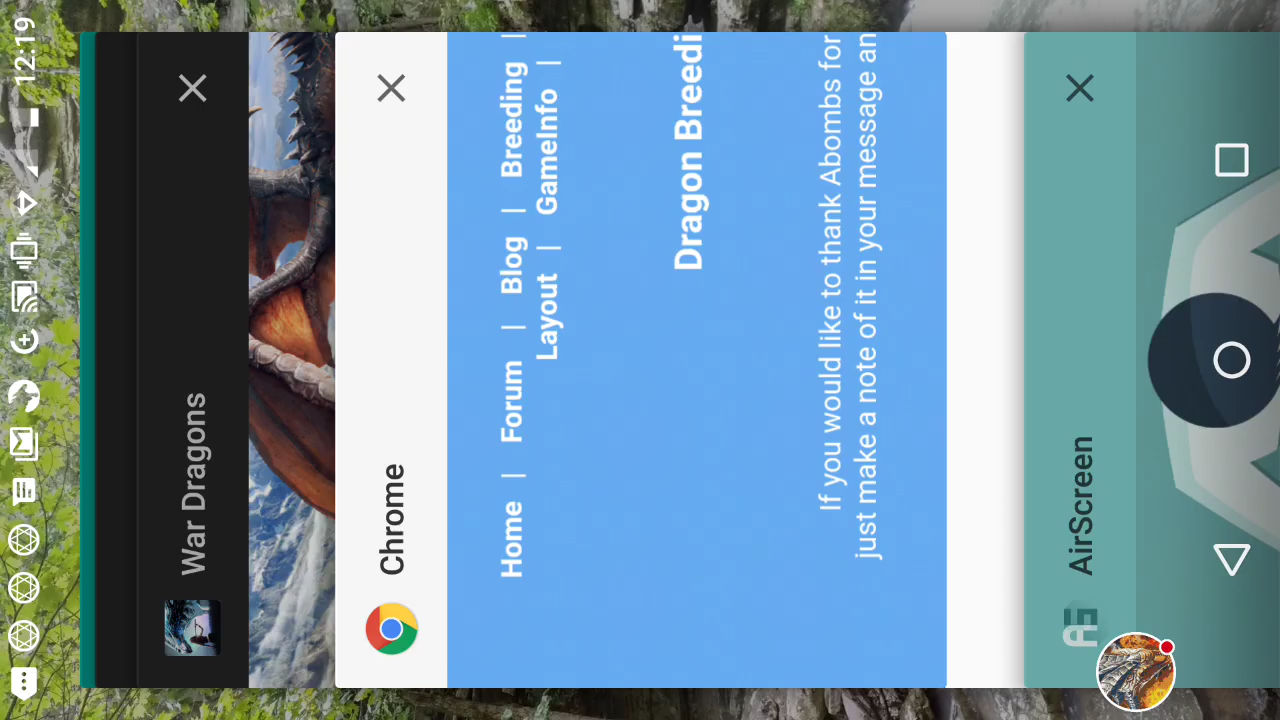 12:19
War Dragons
Chrome
Home | Forum | Blog | Breeding |
Layout | GameInfo |
Dragon Breedi
If you would like to thank Abombs for
just make a note of it in your message an
AirScreen